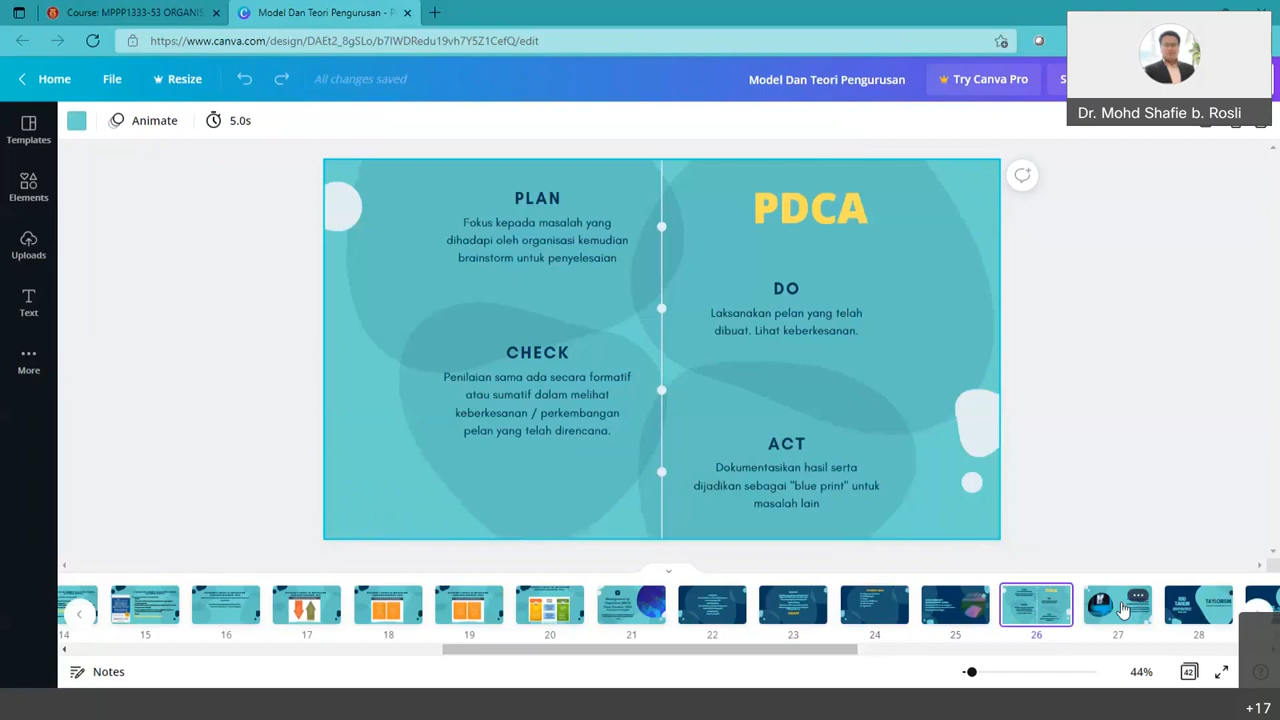 Course: MPPP1333-53 ORGANIS
Model Dan Teori Pengurusan - P
https://www.canva.com/design/DAEt2_8gSLo/b7IWDRedu19vh7Y5Z1CefQ/edit
Home
File
Resize
All changes saved
Model Dan Teori Pengurusan
Try Canva Pro
S
Dr. Mohd Shafie b. Rosli
Animate
5.0s
Templates
Elements
Uploads
Text
More
PLAN
Fokus kepada masalah yang
dihadapi oleh organisasi kemudian
brainstorm untuk penyelesaian
PDCA
DO
Laksanakan pelan yang telah
dibuat. Lihat keberkesanan.
CHECK
Penilaian sama ada secara formatif
atau sumatif dalam melihat
keberkesanan / perkembangan
pelan yang telah direncana.
ACT
Dokumentasikan hasil serta
dijadikan sebagai "blue print" untuk
masalah lain
TAYLORISM
14
15
16
17
18
19
20
21
22
23
24
25
26
27
28
Notes
44%
42
+17